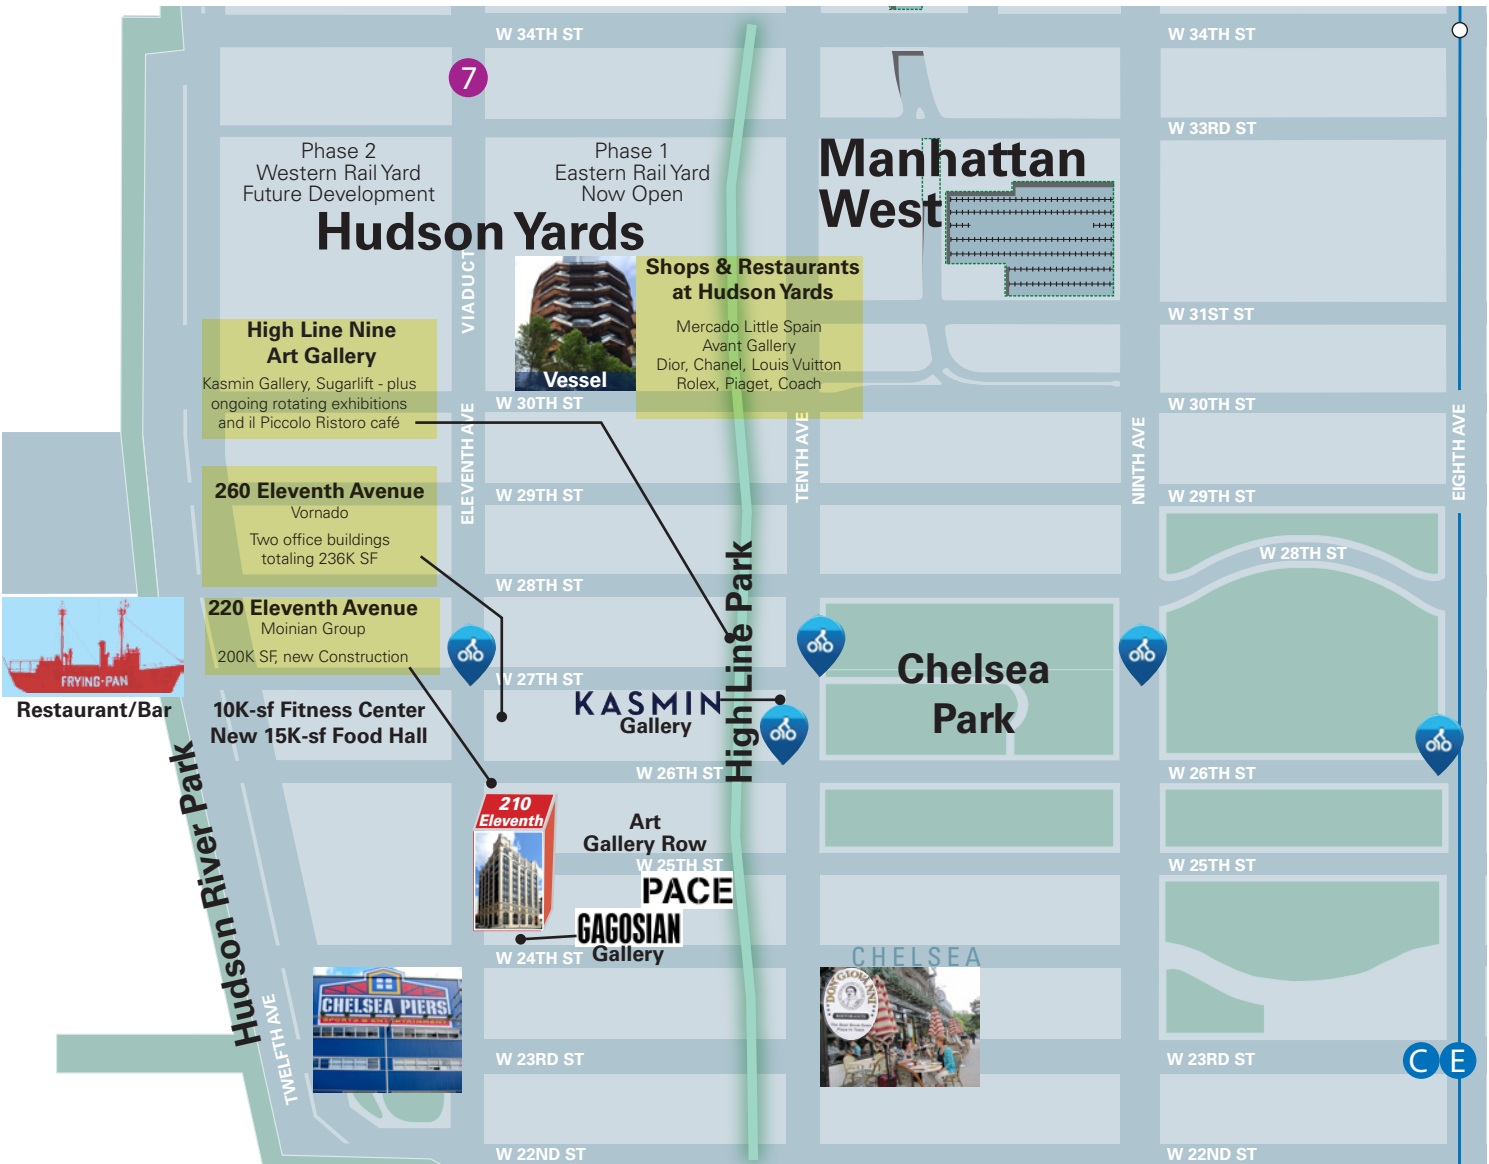 W 34TH ST
W 34TH ST
7
W 33RD ST
Phase 2
Western Rail Yard
Future Development
Phase 1
Eastern Rail Yard
Now Open
Manhattan
West
Hudson Yards
VIADUCT
Vessel
Shops & Restaurants
at Hudson Yards
Mercado Little Spain
Avant Gallery
Dior, Chanel, Louis Vuitton
Rolex, Piaget, Coach
W 31ST ST
High Line Nine
Art Gallery
Kasmin Gallery, Sugarlift - plus
ongoing rotating exhibitions
and il Piccolo Ristoro café
W 30TH ST
W 30TH ST
ELEVENTH AVE
TENTH AVE
NINTH AVE
EIGHTH AVE
260 Eleventh Avenue
Vornado
Two office buildings
totaling 236K SF
W 29TH ST
W 29TH ST
W 28TH ST
W 28TH ST
220 Eleventh Avenue
Moinian Group
200K SF, new Construction
High Line Park
FRYING-PAN
Restaurant/Bar
W 27TH ST
10K-sf Fitness Center
New 15K-sf Food Hall
KASMIN
Gallery
Chelsea
Park
W 26TH ST
W 26TH ST
Hudson River Park
210
Eleventh
Art
Gallery Row
W 25TH ST
W 25TH ST
PACE
GAGOSIAN
Gallery
W 24TH ST
CHELSEA
CHELSEA PIERS
SPORTS & ENTERTAINMENT
DON GIOVANNI
TWELFTH AVE
W 23RD ST
W 23RD ST
C E
W 22ND ST
W 22ND ST